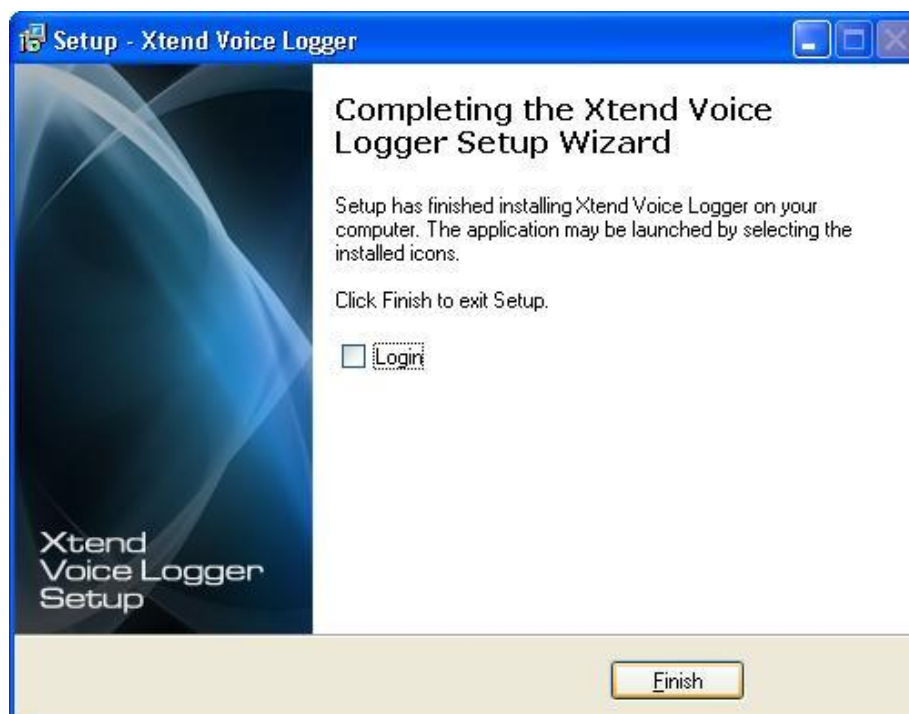 Setup - Xtend Voice Logger
Completing the Xtend Voice
Logger Setup Wizard
Setup has finished installing Xtend Voice Logger on your
computer. The application may be launched by selecting the
installed icons.
Click Finish to exit Setup.
Login
Xtend
Voice Logger
Setup
Finish